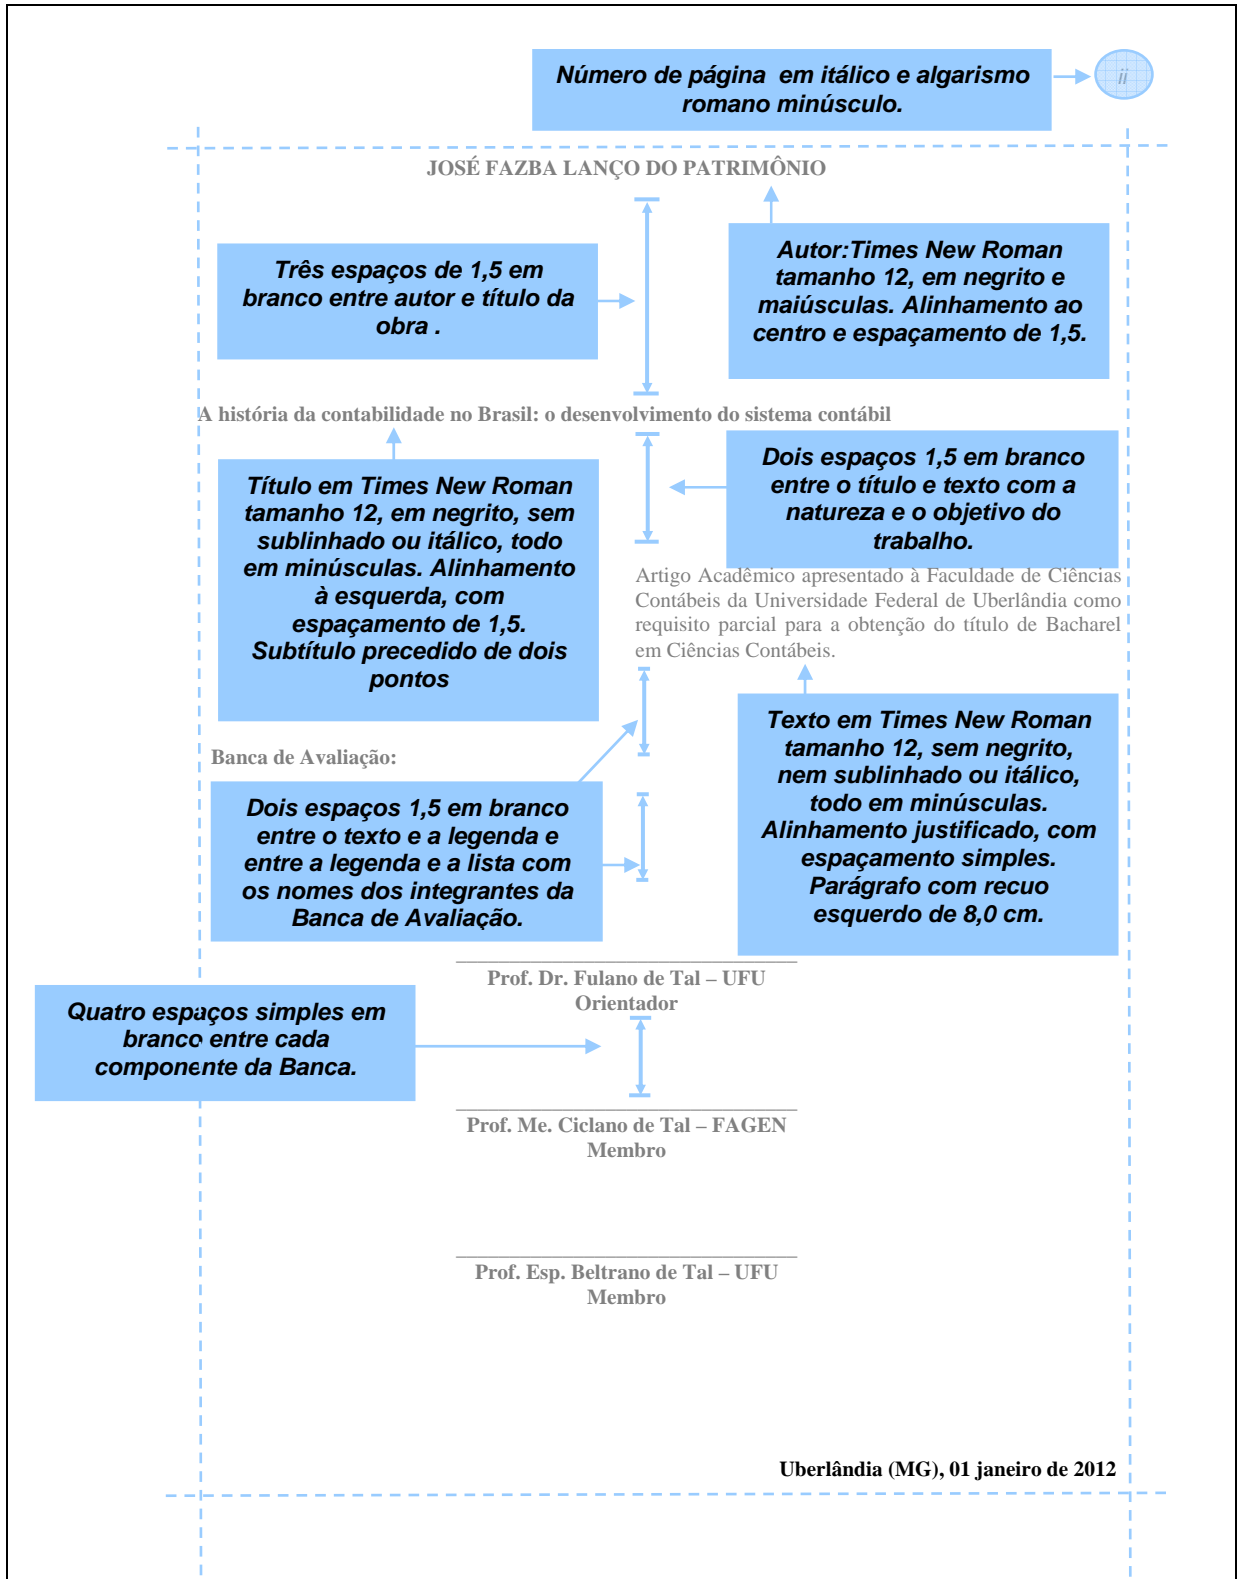 Número de página  em itálico e algarismo
romano minúsculo.
ii
JOSÉ FAZBA LANÇO DO PATRIMÔNIO
Três espaços de 1,5 em
branco entre autor e título da
obra .
Autor:Times New Roman
tamanho 12, em negrito e
maiúsculas. Alinhamento ao
centro e espaçamento de 1,5.
A história da contabilidade no Brasil: o desenvolvimento do sistema contábil
Título em Times New Roman
tamanho 12, em negrito, sem
sublinhado ou itálico, todo
em minúsculas. Alinhamento
à esquerda, com
espaçamento de 1,5.
Subtítulo precedido de dois
pontos
Dois espaços 1,5 em branco
entre o título e texto com a
natureza e o objetivo do
trabalho.
Artigo Acadêmico apresentado à Faculdade de Ciências
Contábeis da Universidade Federal de Uberlândia como
requisito parcial para a obtenção do título de Bacharel
em Ciências Contábeis.
Texto em Times New Roman
tamanho 12, sem negrito,
nem sublinhado ou itálico,
todo em minúsculas.
Alinhamento justificado, com
espaçamento simples.
Parágrafo com recuo
esquerdo de 8,0 cm.
Banca de Avaliação:
Dois espaços 1,5 em branco
entre o texto e a legenda e
entre a legenda e a lista com
os nomes dos integrantes da
Banca de Avaliação.
Prof. Dr. Fulano de Tal – UFU
Orientador
Quatro espaços simples em
branco entre cada
componente da Banca.
Prof. Me. Ciclano de Tal – FAGEN
Membro
Prof. Esp. Beltrano de Tal – UFU
Membro
Uberlândia (MG), 01 janeiro de 2012